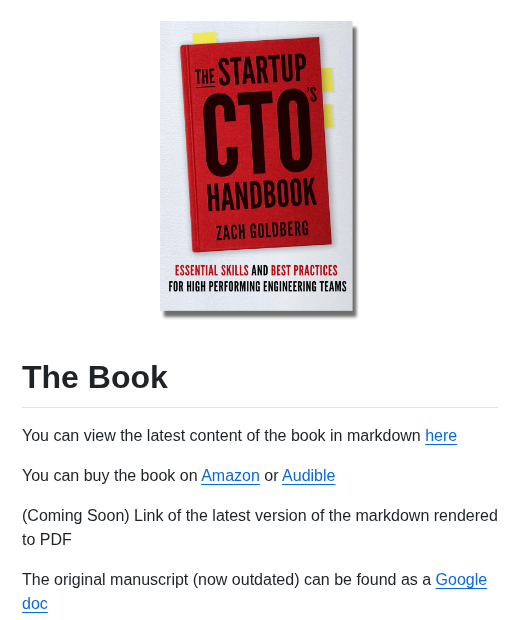 THE STARTUP
CTO'S
HANDBOOK
ZACH GOLDBERG
ESSENTIAL SKILLS AND BEST PRACTICES
FOR HIGH PERFORMING ENGINEERING TEAMS
The Book
You can view the latest content of the book in markdown here
You can buy the book on Amazon or Audible
(Coming Soon) Link of the latest version of the markdown rendered
to PDF
The original manuscript (now outdated) can be found as a Google
doc